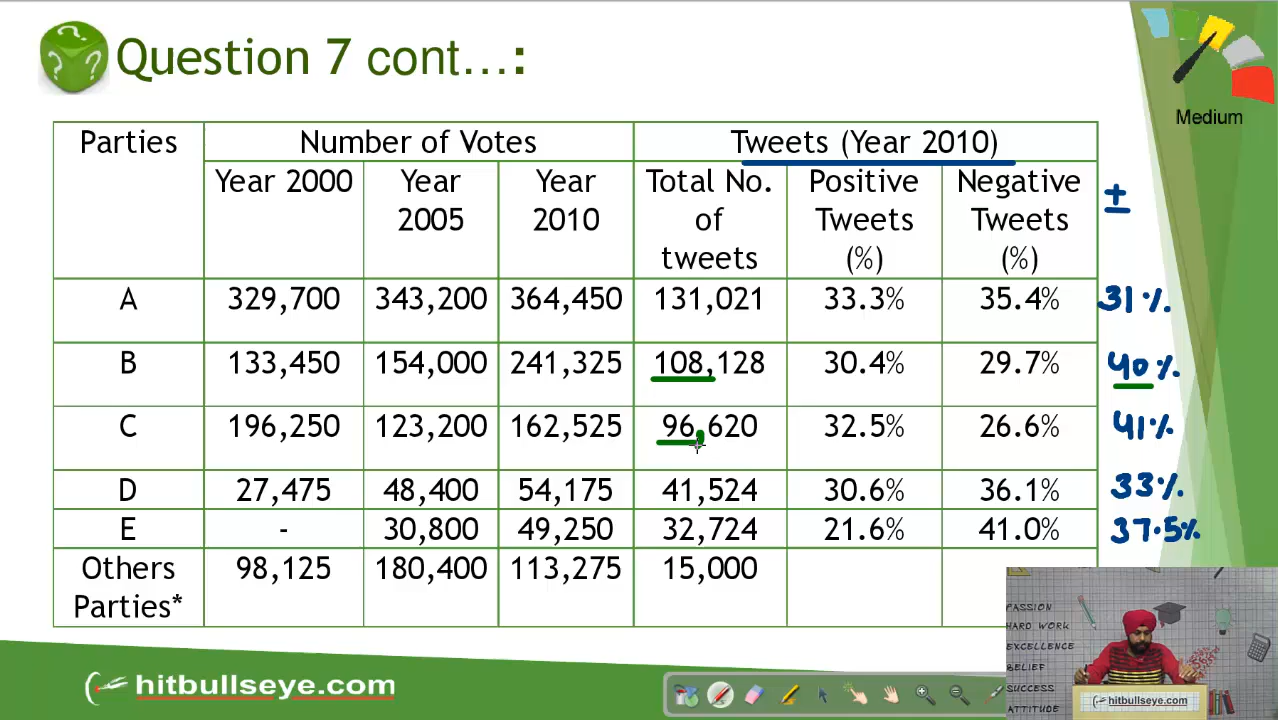 Question 7 cont…:
Medium
Parties Number of Votes Tweets (Year 2010)
Year 2000 Year 2005 Year 2010 Total No. of tweets Positive Tweets (%) Negative Tweets (%) ±
A 329,700 343,200 364,450 131,021 33.3% 35.4% 31%
B 133,450 154,000 241,325 108,128 30.4% 29.7% 40%
C 196,250 123,200 162,525 96,620 32.5% 26.6% 41%
D 27,475 48,400 54,175 41,524 30.6% 36.1% 33%
E - 30,800 49,250 32,724 21.6% 41.0% 37.5%
Others Parties* 98,125 180,400 113,275 15,000
PASSION
HARD WORK
EXCELLENCE
BELIEF
SUCCESS
ATTITUDE
hitbullseye.com
hitbullseye.com